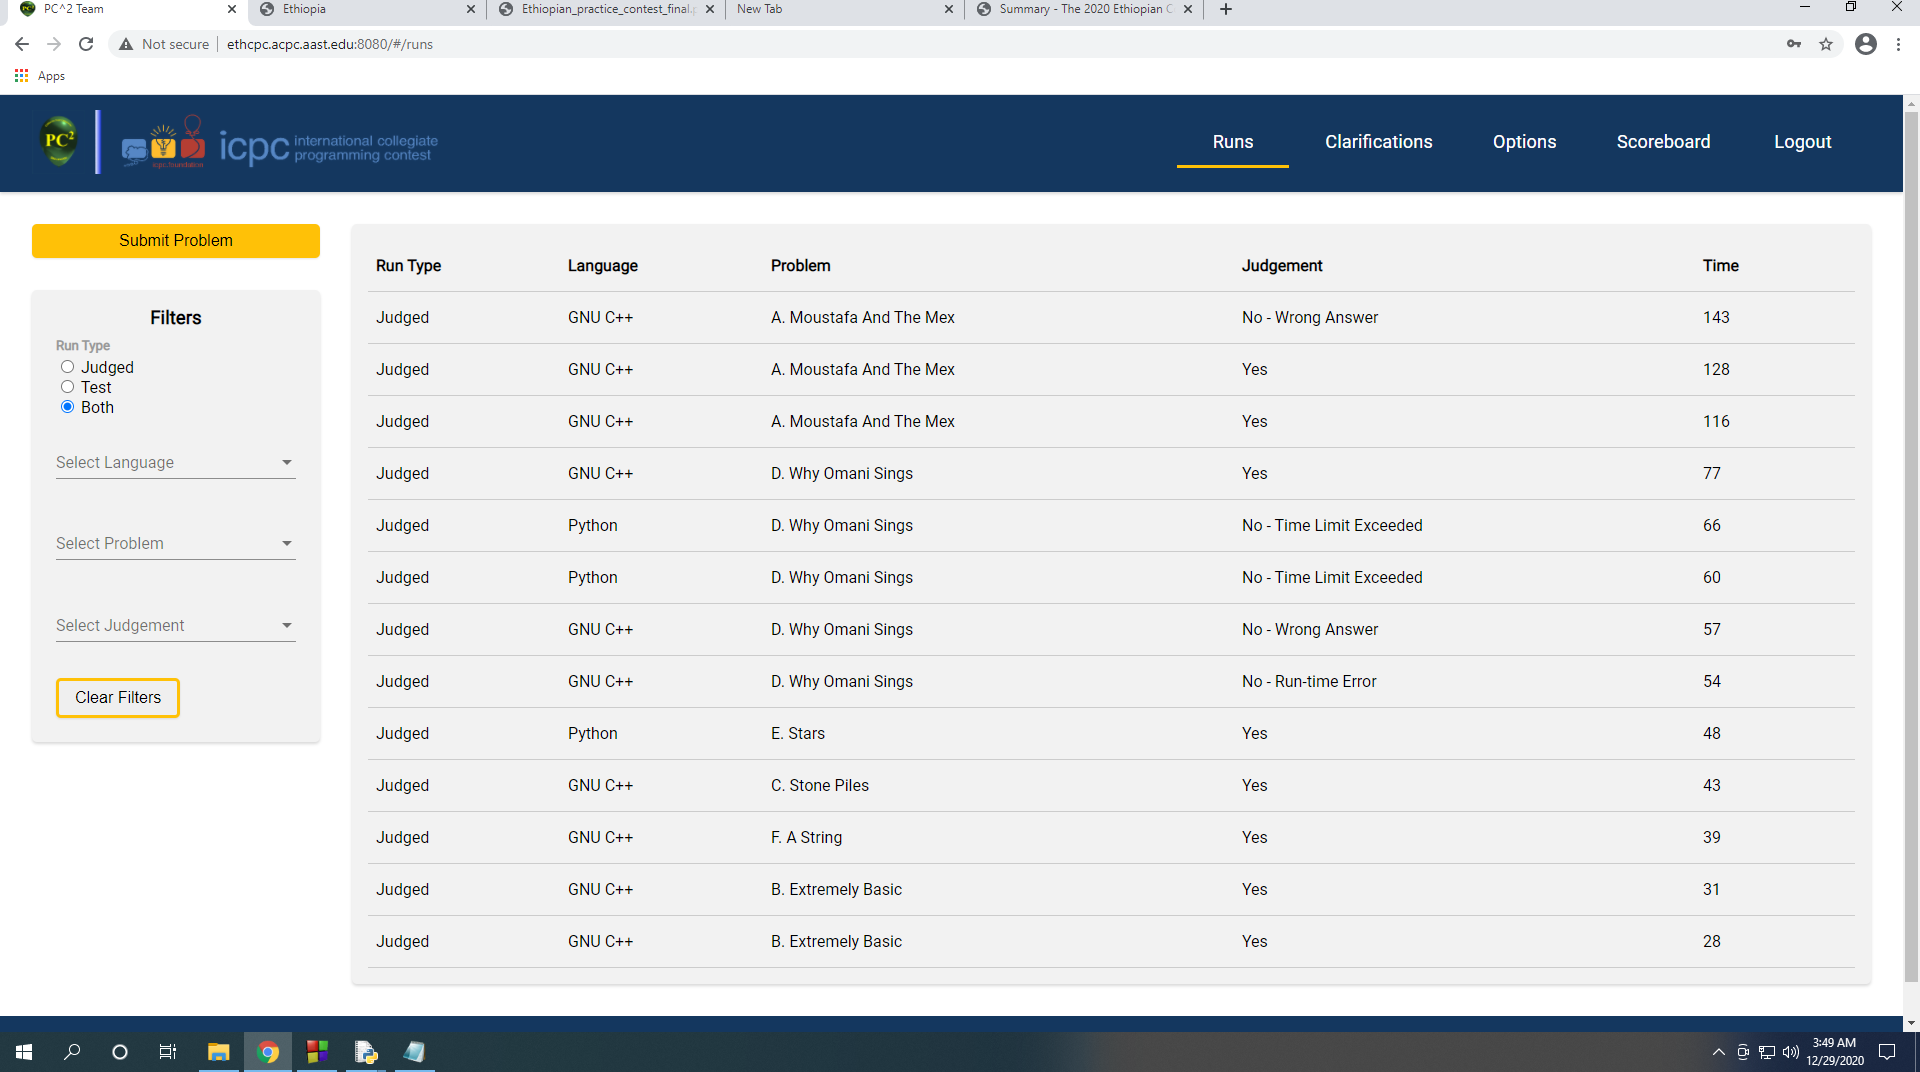 PC^2 Team
Ethiopia
Ethiopian_practice_contest_final.p
New Tab
Summary - The 2020 Ethiopian C
Not secure
ethcpc.acpc.aast.edu:8080/#/runs
Apps
PC²
icpc.foundation
icpc international collegiate programming contest
Runs
Clarifications
Options
Scoreboard
Logout
Submit Problem
Filters
Run Type
Judged
Test
Both
Select Language
Select Problem
Select Judgement
Clear Filters
Run Type Language Problem Judgement Time
Judged GNU C++ A. Moustafa And The Mex No - Wrong Answer 143
Judged GNU C++ A. Moustafa And The Mex Yes 128
Judged GNU C++ A. Moustafa And The Mex Yes 116
Judged GNU C++ D. Why Omani Sings Yes 77
Judged Python D. Why Omani Sings No - Time Limit Exceeded 66
Judged Python D. Why Omani Sings No - Time Limit Exceeded 60
Judged GNU C++ D. Why Omani Sings No - Wrong Answer 57
Judged GNU C++ D. Why Omani Sings No - Run-time Error 54
Judged Python E. Stars Yes 48
Judged GNU C++ C. Stone Piles Yes 43
Judged GNU C++ F. A String Yes 39
Judged GNU C++ B. Extremely Basic Yes 31
Judged GNU C++ B. Extremely Basic Yes 28
3:49 AM
12/29/2020